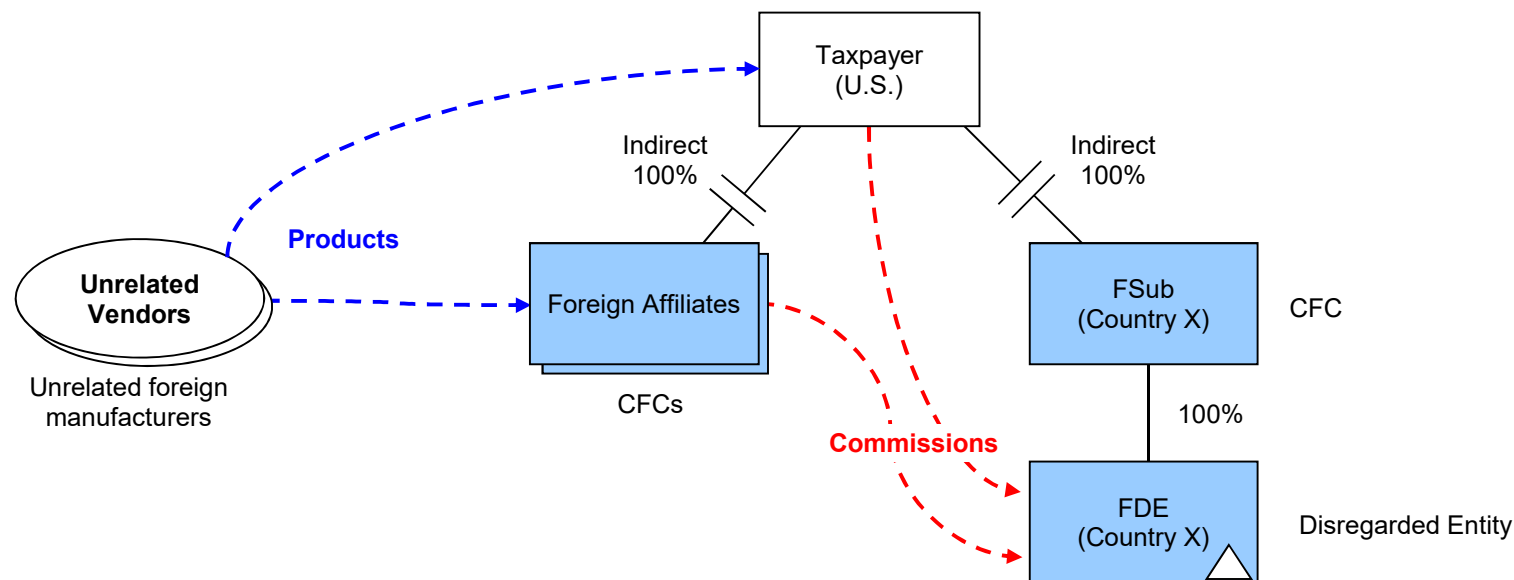 Taxpayer
(U.S.)
Indirect
100%
Indirect
100%
Products
Unrelated
Vendors
Foreign Affiliates
FSub
(Country X)
CFC
Unrelated foreign
manufacturers
CFCs
100%
Commissions
FDE
(Country X)
Disregarded Entity